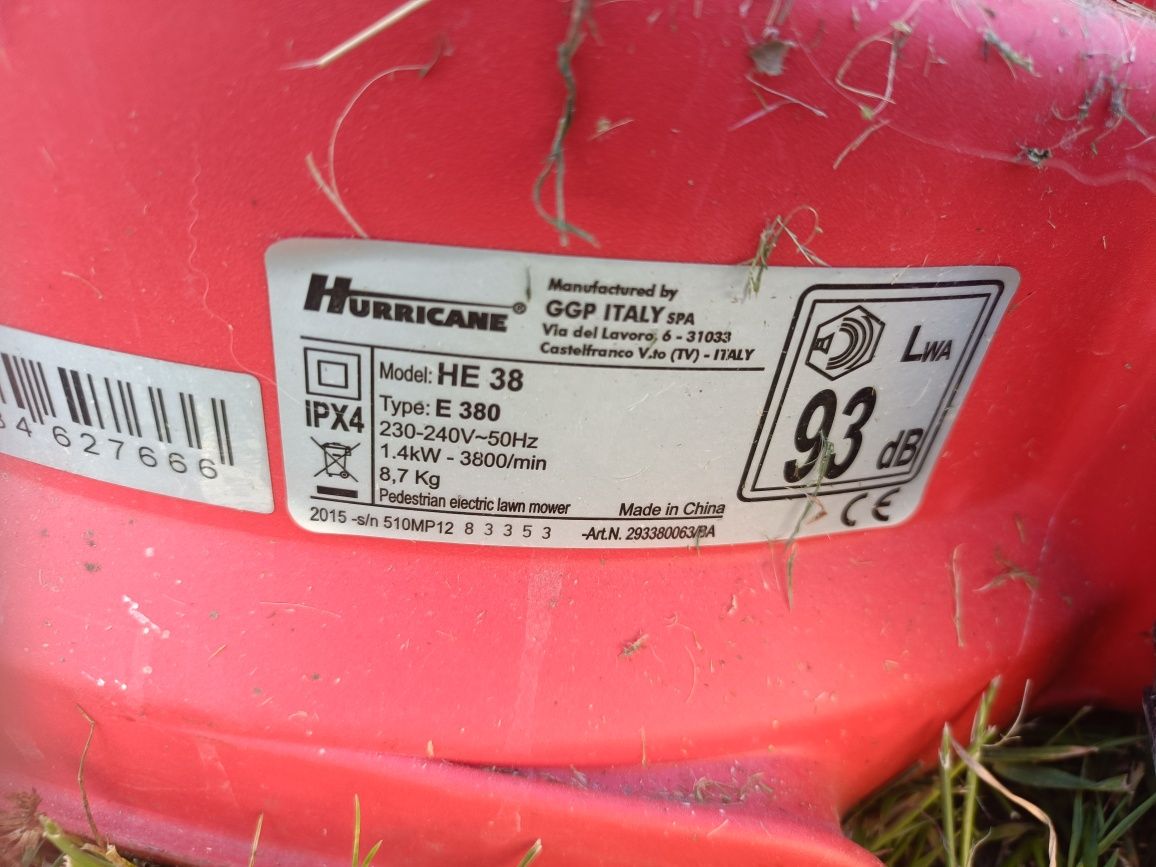 HURRICANE®
Manufactured by
GGP ITALY SPA
Via del Lavoro, 6 - 31033
Castelfranco V.to (TV) - ITALY
IPX4
Model: HE 38
Type: E 380
230-240V~50Hz
1.4kW - 3800/min
8,7 Kg
Pedestrian electric lawn mower
Made in China
2015 -s/n 510MP12 8 3 3 5 3 -Art.N. 293380063/BA
LWA
93 dB
CE
4 627666